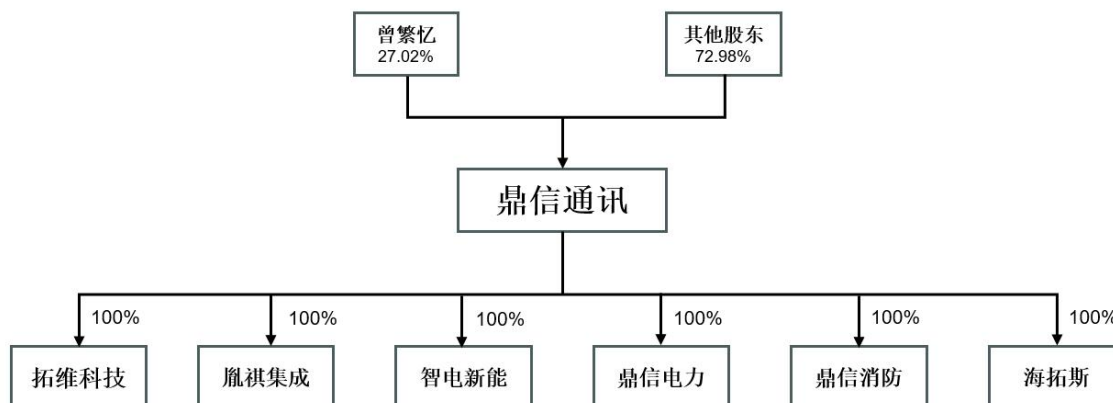 曾繁忆
27.02%
其他股东
72.98%
鼎信通讯
100%
100%
100%
100%
100%
100%
拓维科技
胤祺集成
智电新能
鼎信电力
鼎信消防
海拓斯